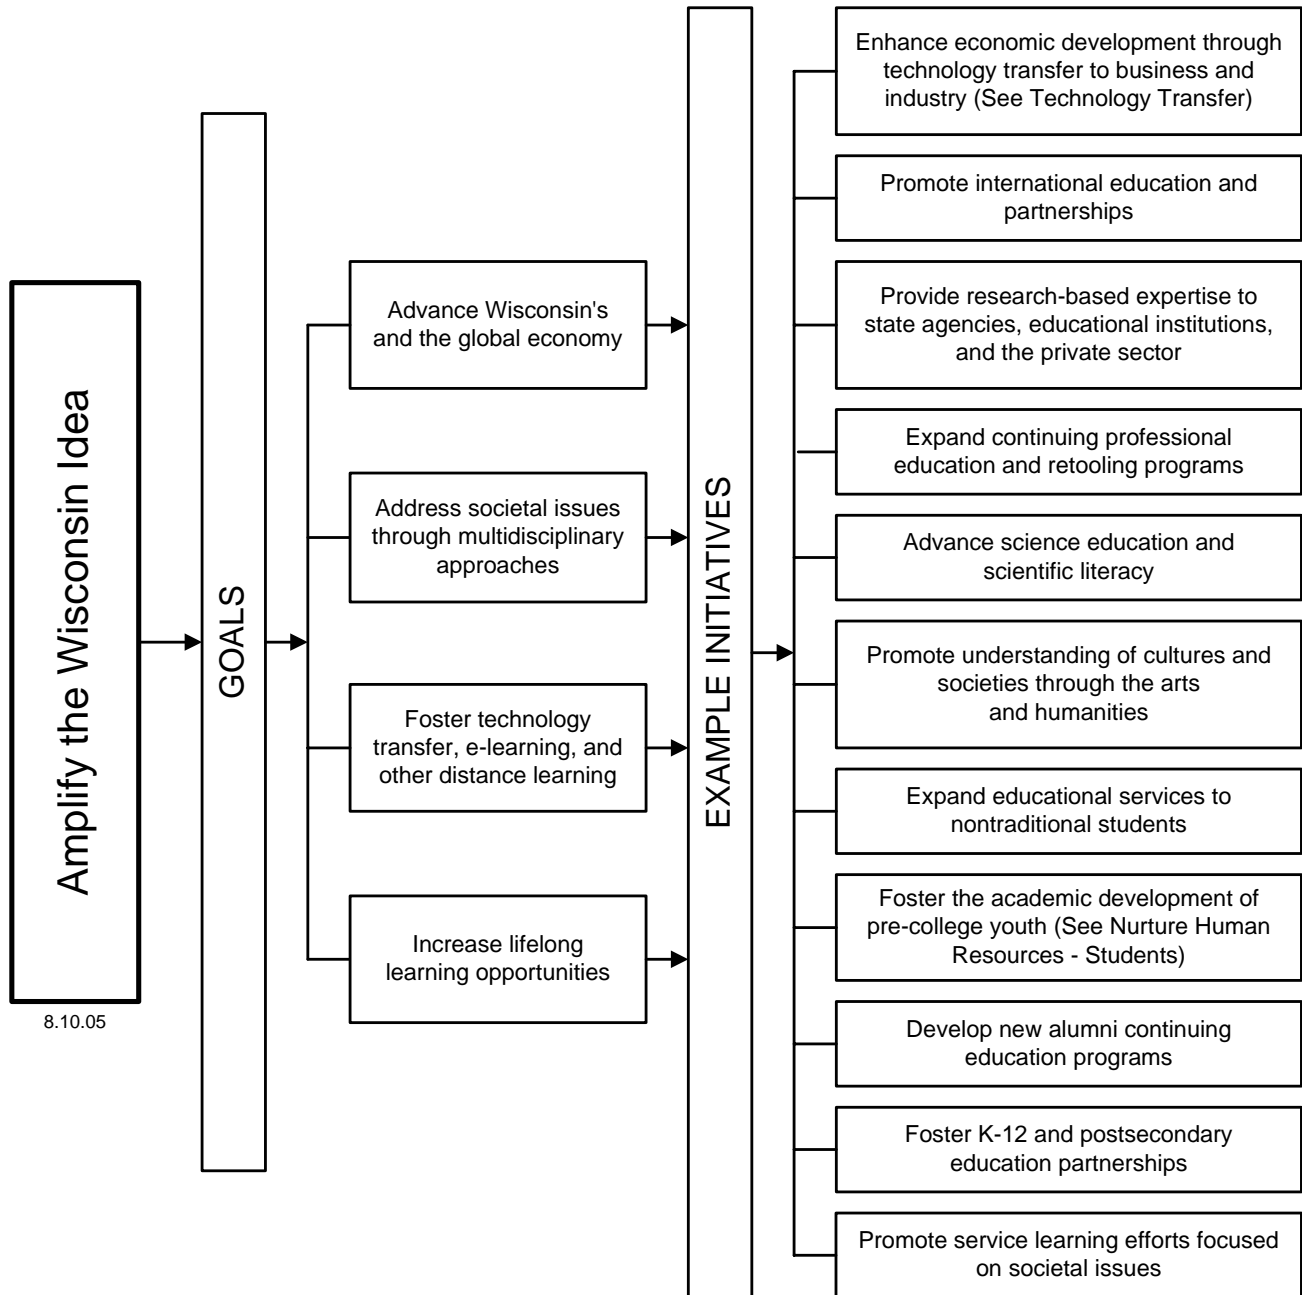 Amplify the Wisconsin Idea
8.10.05
GOALS
Advance Wisconsin's
and the global economy
Address societal issues
through multidisciplinary
approaches
Foster technology
transfer, e-learning, and
other distance learning
Increase lifelong
learning opportunities
EXAMPLE INITIATIVES
Enhance economic development through
technology transfer to business and
industry (See Technology Transfer)
Promote international education and
partnerships
Provide research-based expertise to
state agencies, educational institutions,
and the private sector
Expand continuing professional
education and retooling programs
Advance science education and
scientific literacy
Promote understanding of cultures and
societies through the arts
and humanities
Expand educational services to
nontraditional students
Foster the academic development of
pre-college youth (See Nurture Human
Resources - Students)
Develop new alumni continuing
education programs
Foster K-12 and postsecondary
education partnerships
Promote service learning efforts focused
on societal issues